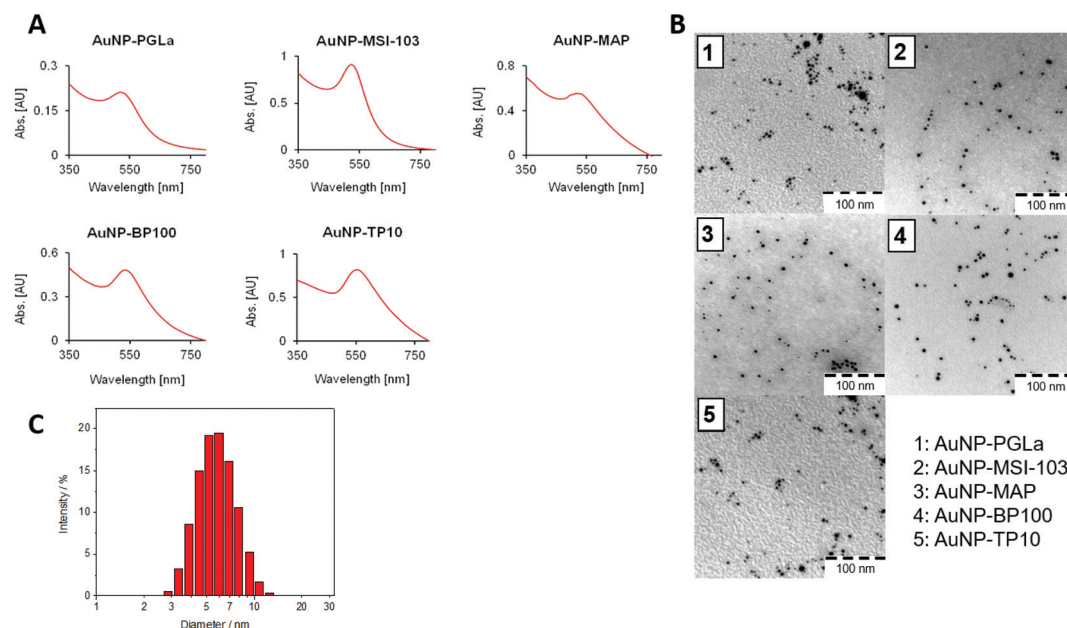 A
AuNP-PGLa
0.3
0.15
0
350
550
750
Abs. [AU]
Wavelength [nm]
AuNP-MSI-103
1
0.5
0
350
550
750
Abs. [AU]
Wavelength [nm]
AuNP-MAP
0.8
0.4
0
350
550
750
Abs. [AU]
Wavelength [nm]
AuNP-BP100
0.6
0.3
0
350
550
750
Abs. [AU]
Wavelength [nm]
AuNP-TP10
1
0.5
0
350
550
750
Abs. [AU]
Wavelength [nm]
B
1
100 nm
2
100 nm
3
100 nm
4
100 nm
5
100 nm
1: AuNP-PGLa
2: AuNP-MSI-103
3: AuNP-MAP
4: AuNP-BP100
5: AuNP-TP10
C
20
15
10
5
0
Intensity / %
1 2 3 5 7 10 20 30
Diameter / nm